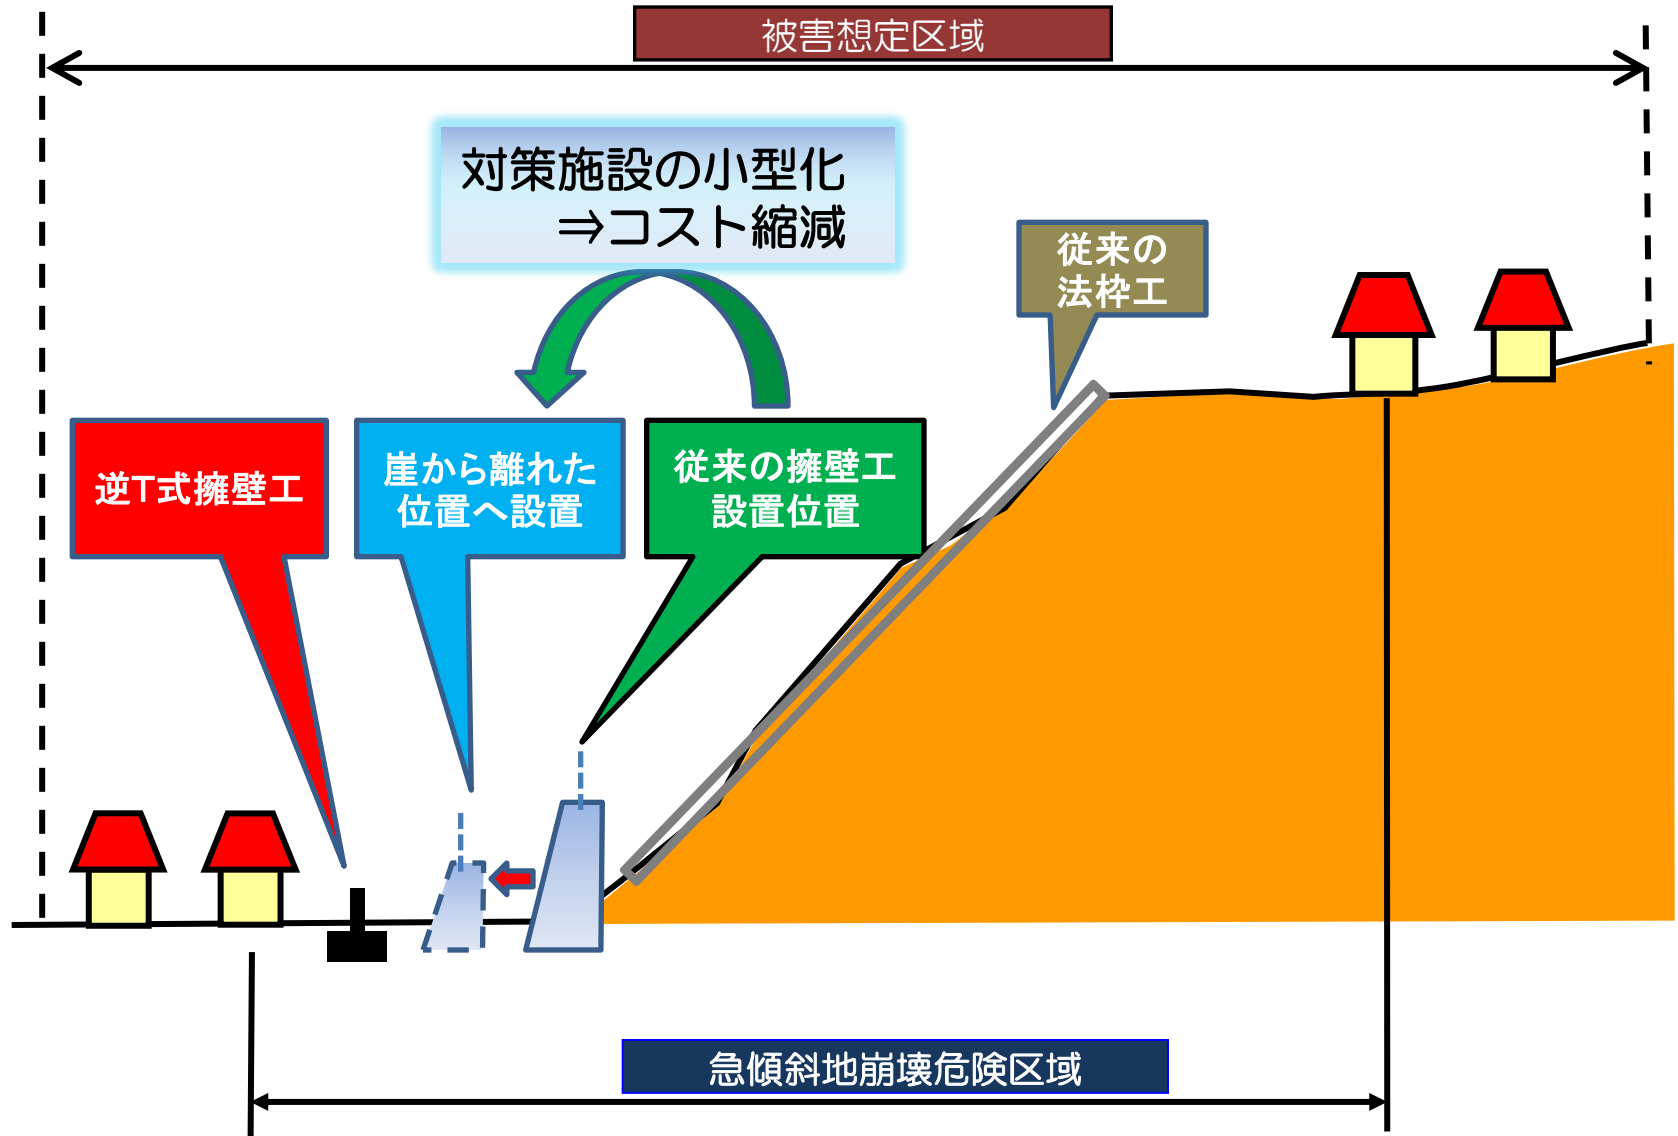 被害想定区域
対策施設の小型化
⇒コスト縮減
従来の
法枠工
逆T式擁壁工
崖から離れた
位置へ設置
従来の擁壁工
設置位置
急傾斜地崩壊危険区域